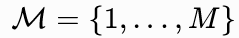 ℳ = {1, . . . , M}